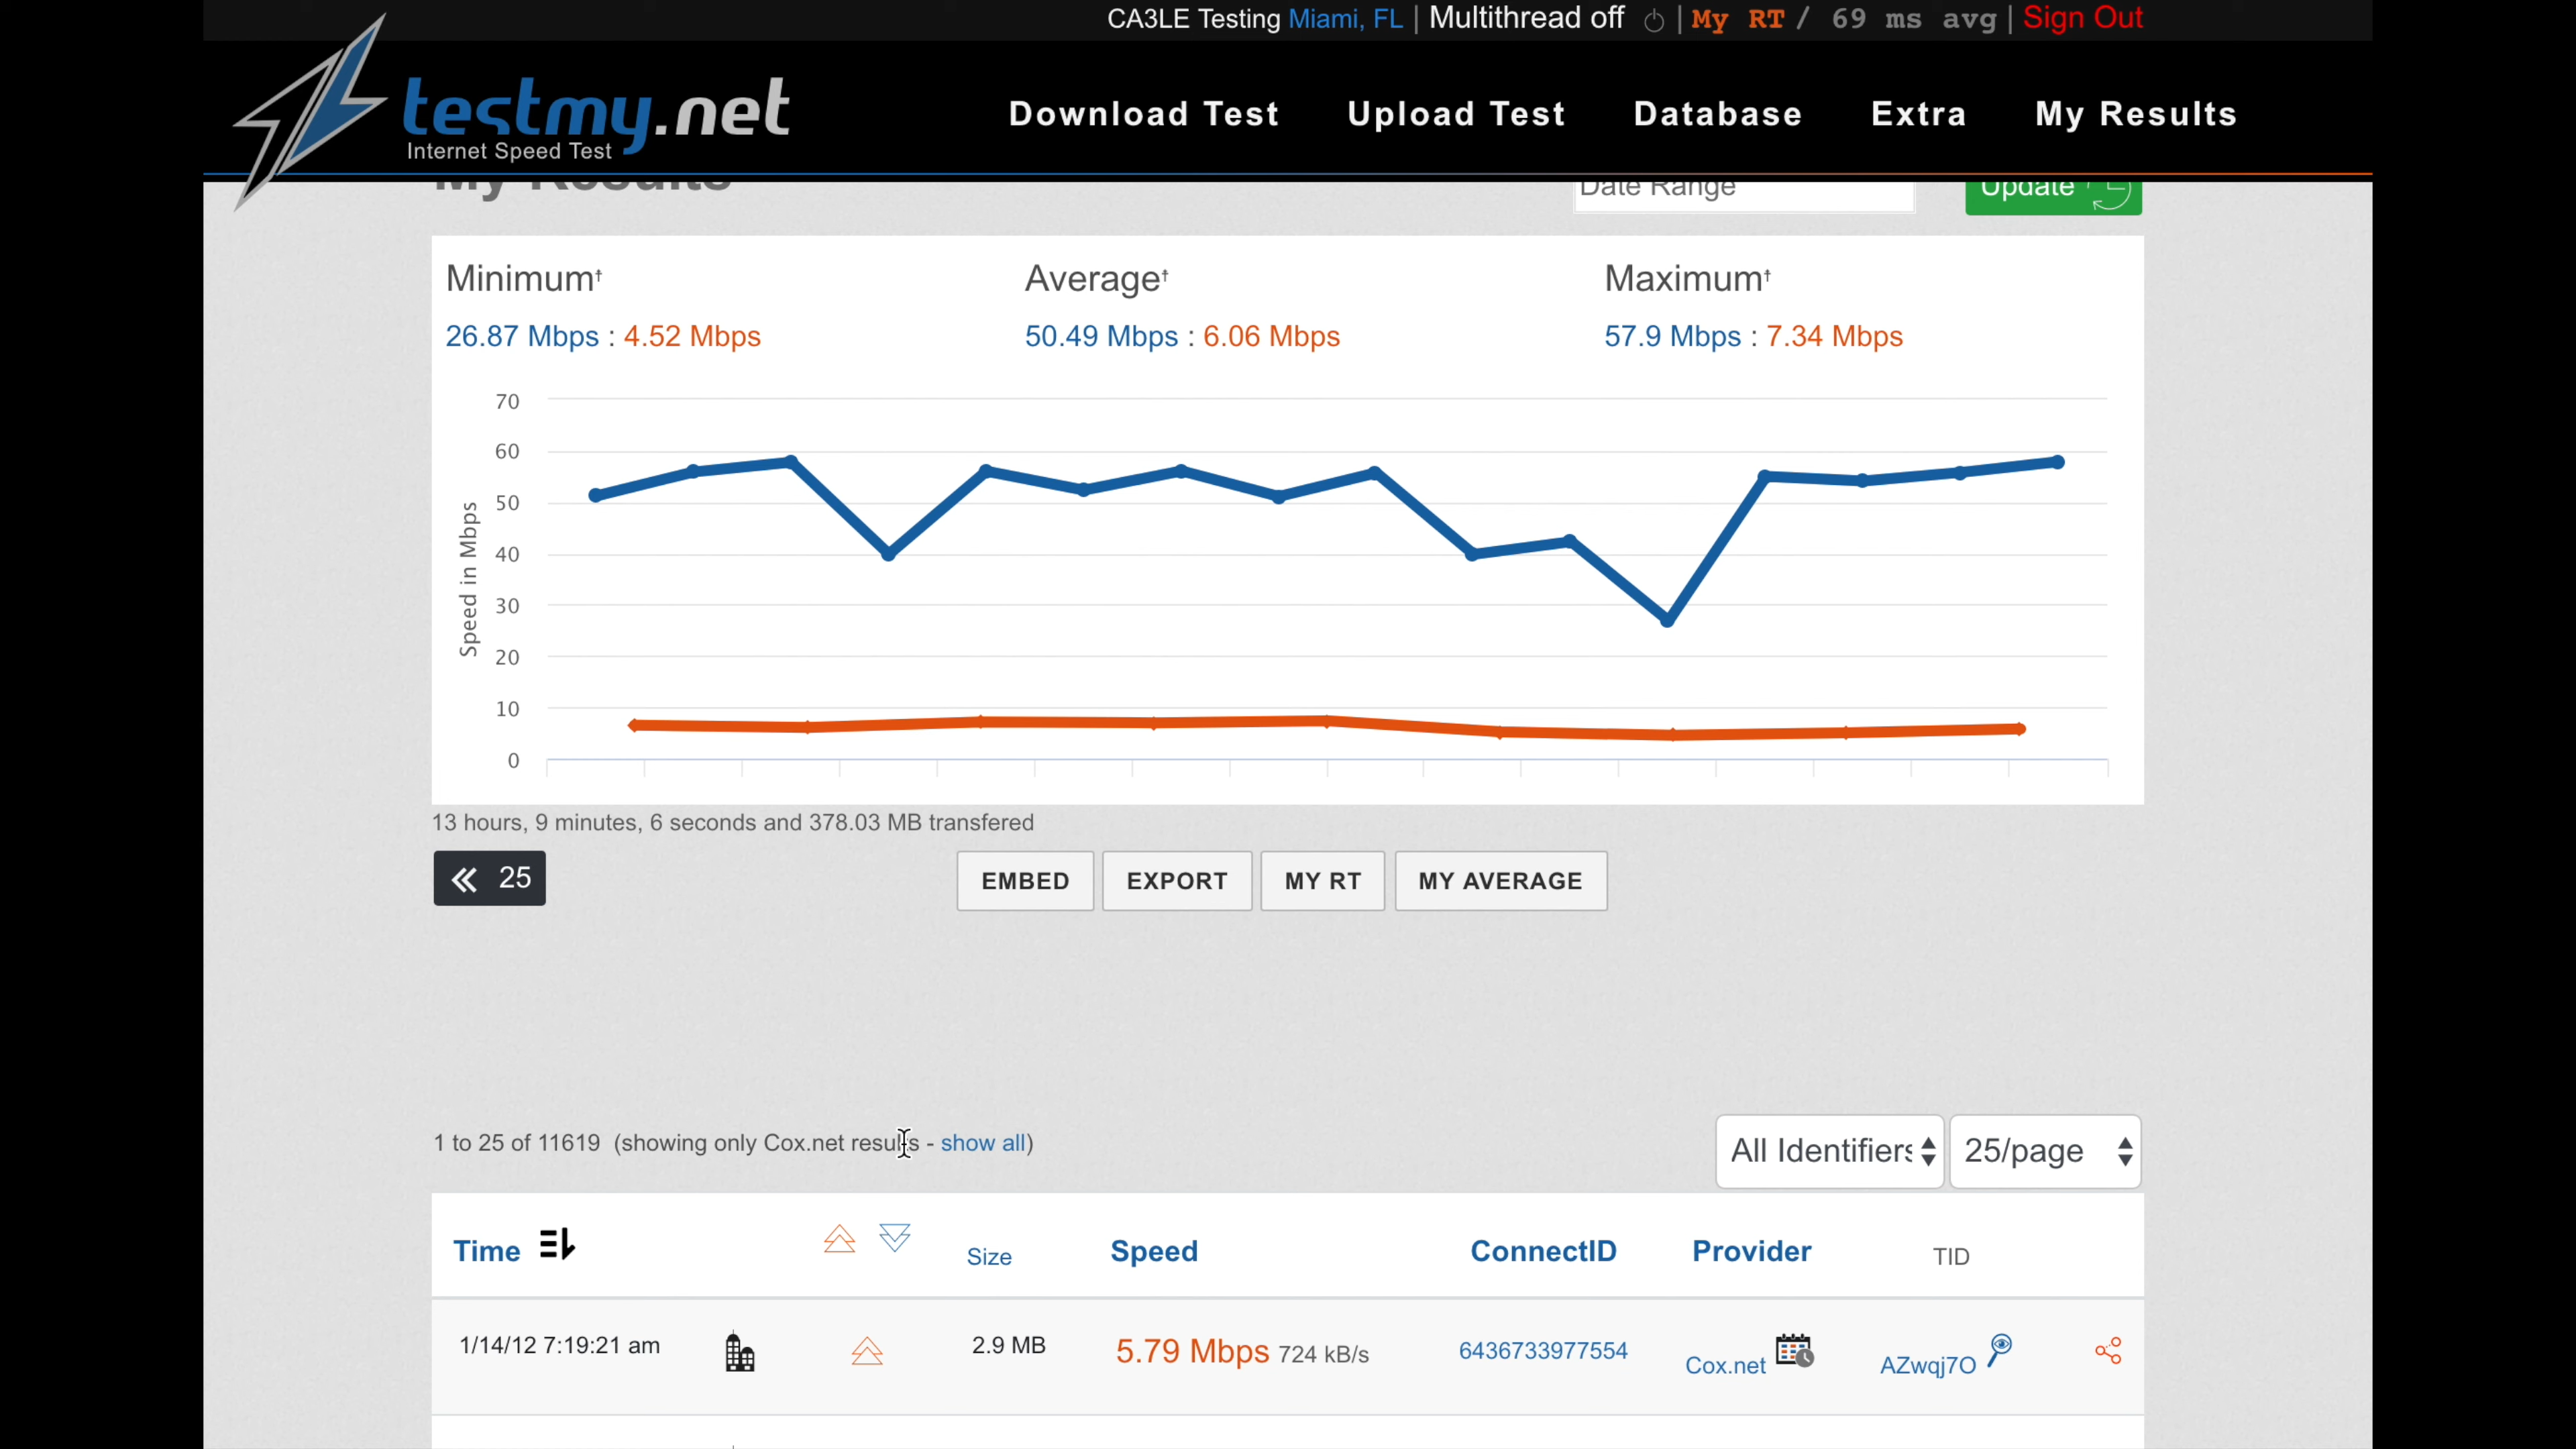 CA3LE Testing Miami, FL | Multithread off | My RT / 69 ms avg | Sign Out
testmy.net
Internet Speed Test
Download Test Upload Test Database Extra My Results
My Results Date Range Update
Minimum† Average† Maximum†
26.87 Mbps : 4.52 Mbps 50.49 Mbps : 6.06 Mbps 57.9 Mbps : 7.34 Mbps
Speed in Mbps
70
60
50
40
30
20
10
0
13 hours, 9 minutes, 6 seconds and 378.03 MB transfered
25 EMBED EXPORT MY RT MY AVERAGE
1 to 25 of 11619 (showing only Cox.net results - show all)
All Identifiers 25/page
Time Size Speed ConnectID Provider TID
1/14/12 7:19:21 am 2.9 MB 5.79 Mbps 724 kB/s 6436733977554 Cox.net AZwqj7O